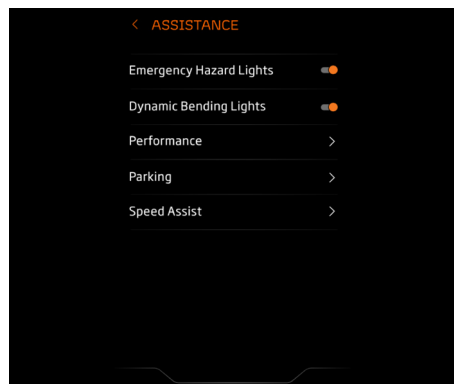 ASSISTANCE
Emergency Hazard Lights
Dynamic Bending Lights
Performance
Parking
Speed Assist